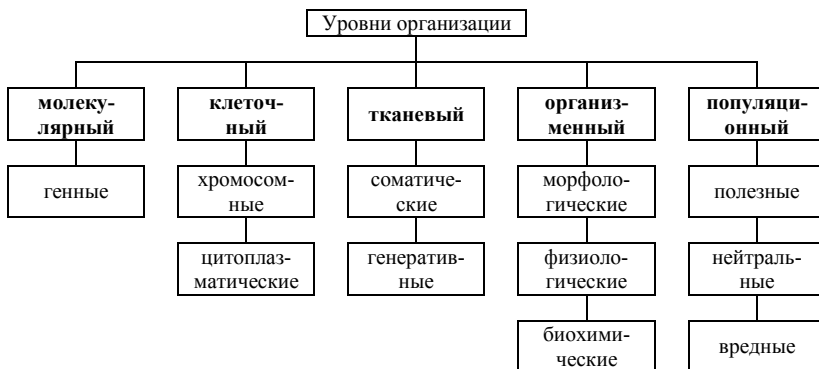 Уровни организации
молеку-
лярный
клеточ-
ный
тканевый
организ-
менный
популяци-
онный
генные
хромосом-
ные
соматиче-
ские
морфоло-
гические
полезные
цитоплаз-
матические
генератив-
ные
физиоло-
гические
нейтраль-
ные
биохими-
ческие
вредные